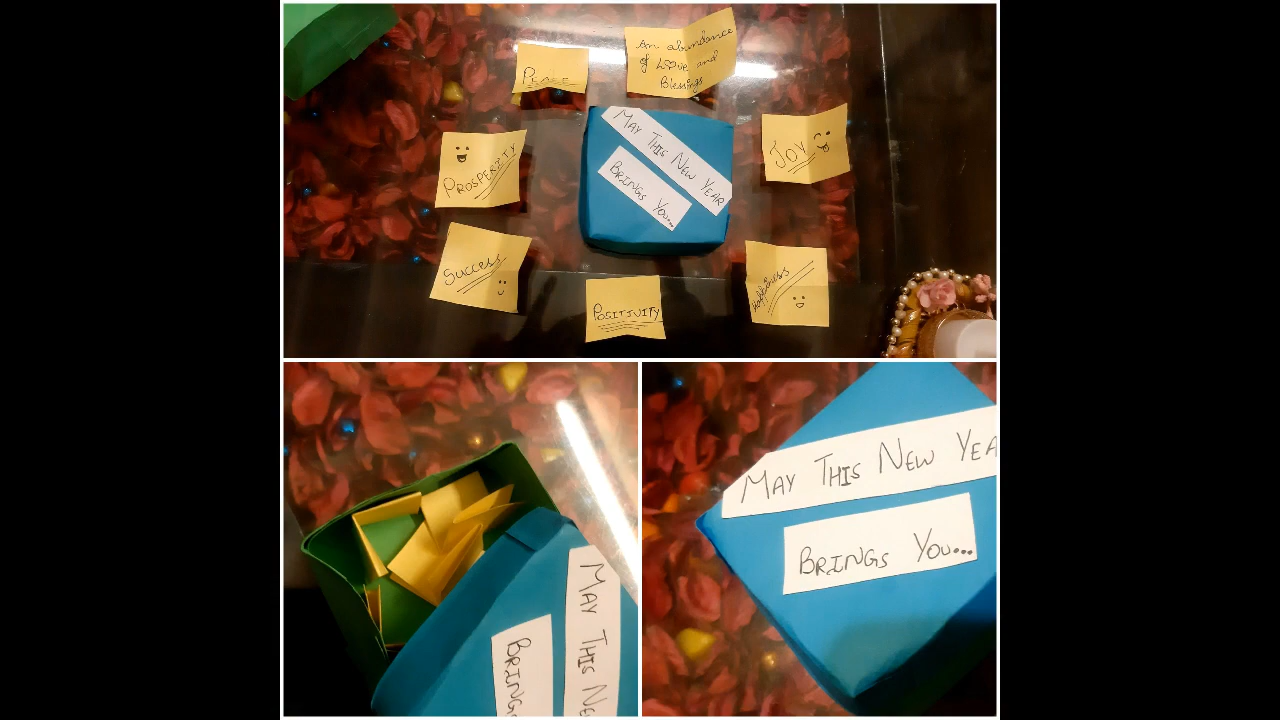 An abundance
of Love and
Blessings
PEACE
MAY THIS NEW YEAR
BRINGS YOU...
JOY
PROSPERITY
SUCCESS
Happiness
POSITIVITY
MAY THIS NE
BRINGS
MAY THIS NEW YEA
BRINGS YOU...